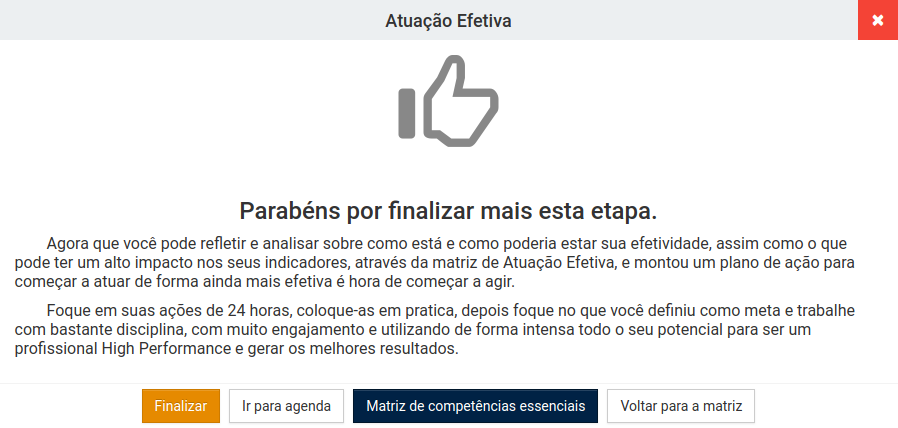 Atuação Efetiva
Parabéns por finalizar mais esta etapa.
Agora que você pode refletir e analisar sobre como está e como poderia estar sua efetividade, assim como o que
pode ter um alto impacto nos seus indicadores, através da matriz de Atuação Efetiva, e montou um plano de ação para
começar a atuar de forma ainda mais efetiva é hora de começar a agir.
Foque em suas ações de 24 horas, coloque-as em pratica, depois foque no que você definiu como meta e trabalhe
com bastante disciplina, com muito engajamento e utilizando de forma intensa todo o seu potencial para ser um
profissional High Performance e gerar os melhores resultados.
Finalizar
Ir para agenda
Matriz de competências essenciais
Voltar para a matriz